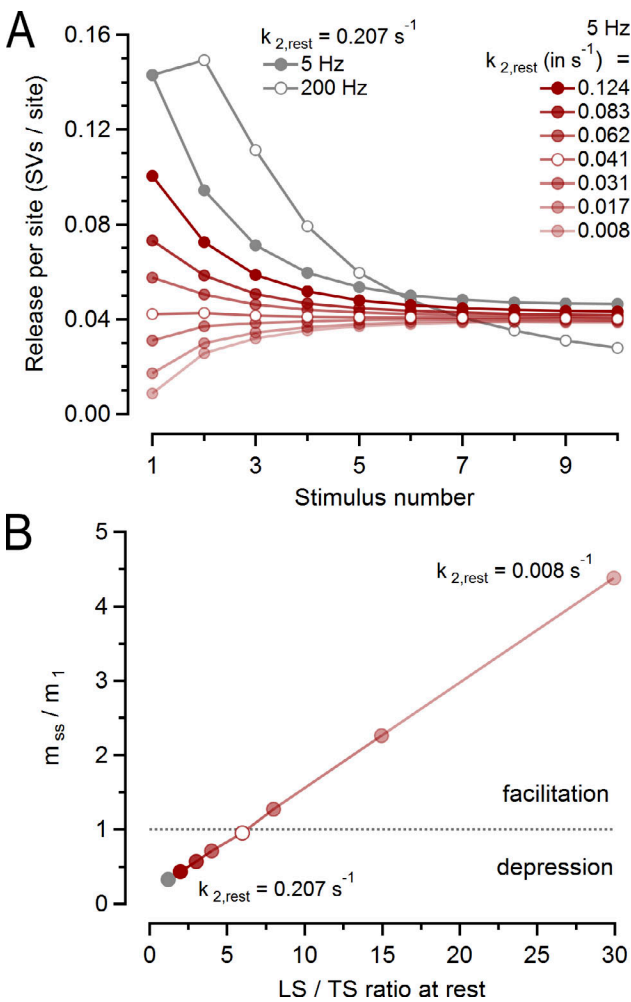 A
k 2,rest = 0.207 s-1
5 Hz
200 Hz
5 Hz
k 2,rest (in s-1) =
0.124
0.083
0.062
0.041
0.031
0.017
0.008
Release per site (SVs / site)
0.16
0.12
0.08
0.04
0.00
1
3
5
7
9
Stimulus number
B
m ss / m 1
5
4
3
2
1
0
k 2,rest = 0.008 s-1
facilitation
depression
k 2,rest = 0.207 s-1
0
5
10
15
20
25
30
LS / TS ratio at rest